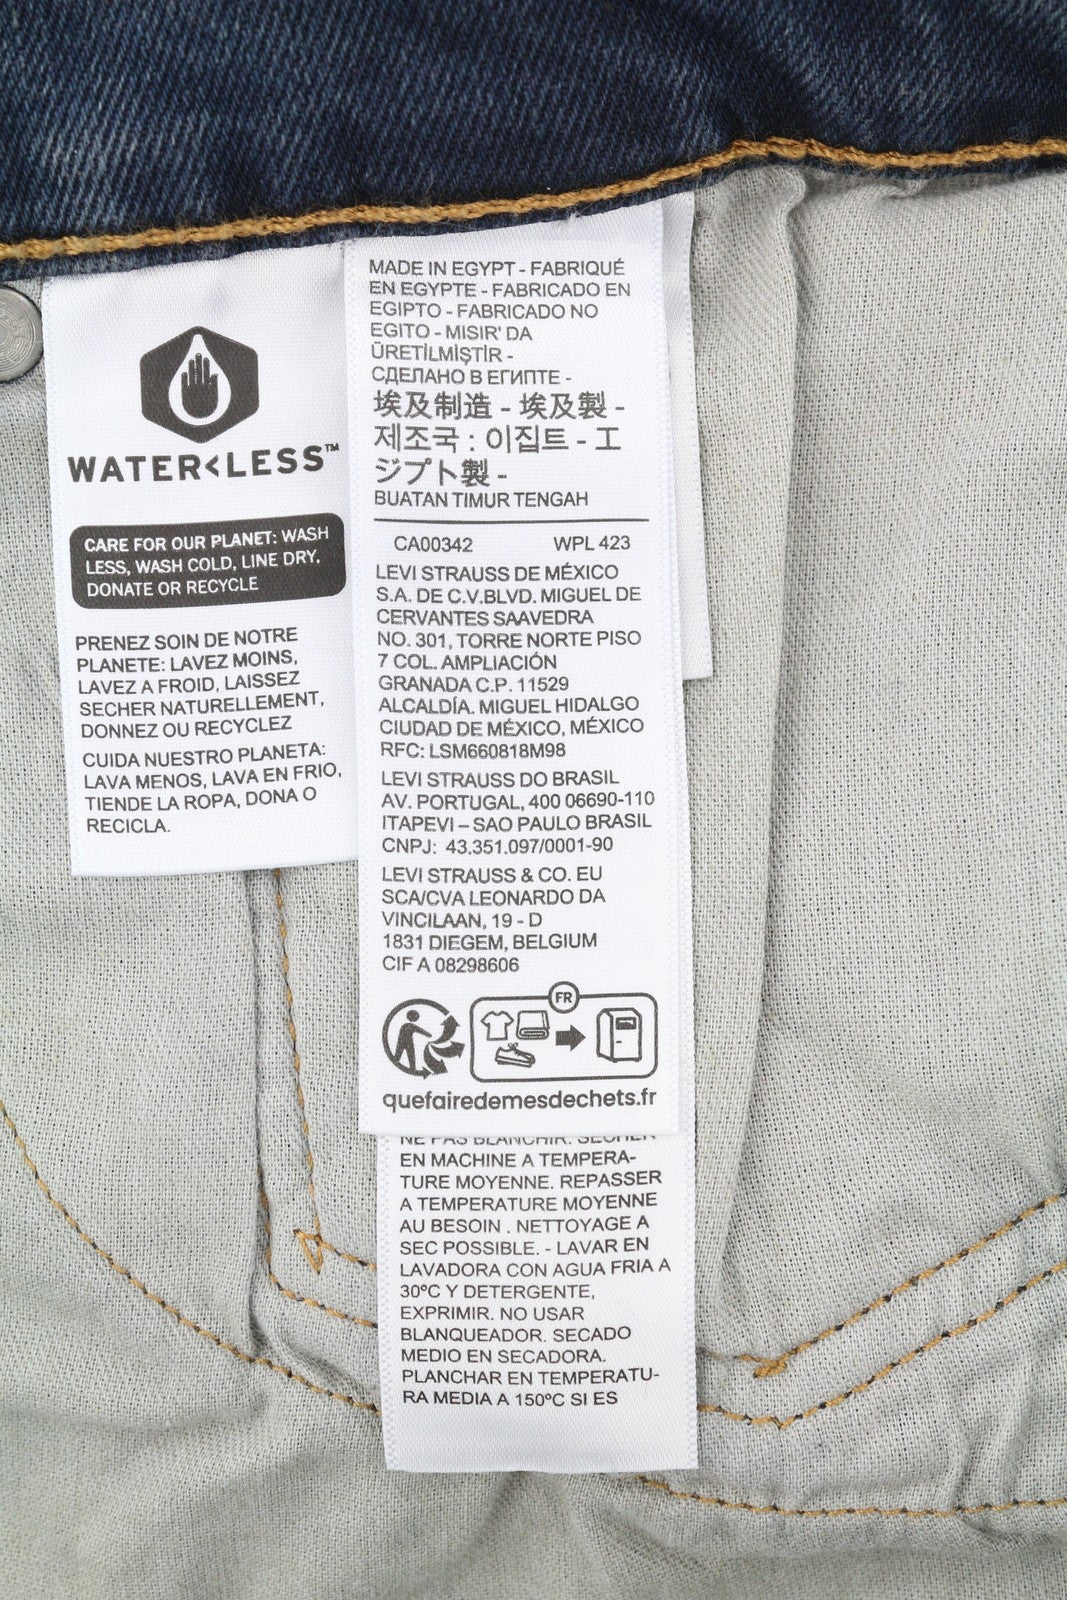 WATER<LESS™
CARE FOR OUR PLANET: WASH
LESS, WASH COLD, LINE DRY,
DONATE OR RECYCLE
PRENEZ SOIN DE NOTRE
PLANETE: LAVEZ MOINS,
LAVEZ A FROID, LAISSEZ
SECHER NATURELLEMENT,
DONNEZ OU RECYCLEZ
CUIDA NUESTRO PLANETA:
LAVA MENOS, LAVA EN FRIO,
TIENDE LA ROPA, DONA O
RECICLA.
MADE IN EGYPT - FABRIQUÉ
EN EGYPTE - FABRICADO EN
EGIPTO - FABRICADO NO
EGITO - MISIR' DA
ÜRETİLMİŞTİR -
СДЕЛАНО В ЕГИПТЕ -
埃及制造 - 埃及製 -
제조국 : 이집트 - エ
ジプト製 -
BUATAN TIMUR TENGAH
CA00342 WPL 423
LEVI STRAUSS DE MÉXICO
S.A. DE C.V.BLVD. MIGUEL DE
CERVANTES SAAVEDRA
NO. 301, TORRE NORTE PISO
7 COL. AMPLIACIÓN
GRANADA C.P. 11529
ALCALDÍA. MIGUEL HIDALGO
CIUDAD DE MÉXICO, MÉXICO
RFC: LSM660818M98
LEVI STRAUSS DO BRASIL
AV. PORTUGAL, 400 06690-110
ITAPEVI – SAO PAULO BRASIL
CNPJ: 43.351.097/0001-90
LEVI STRAUSS & CO. EU
SCA/CVA LEONARDO DA
VINCILAAN, 19 - D
1831 DIEGEM, BELGIUM
CIF A 08298606
FR
quefairedemesdechets.fr
NE PAS BLANCHIR. SECHER
EN MACHINE A TEMPERA-
TURE MOYENNE. REPASSER
A TEMPERATURE MOYENNE
AU BESOIN . NETTOYAGE A
SEC POSSIBLE. - LAVAR EN
LAVADORA CON AGUA FRIA A
30ºC Y DETERGENTE,
EXPRIMIR. NO USAR
BLANQUEADOR. SECADO
MEDIO EN SECADORA.
PLANCHAR EN TEMPERATU-
RA MEDIA A 150ºC SI ES